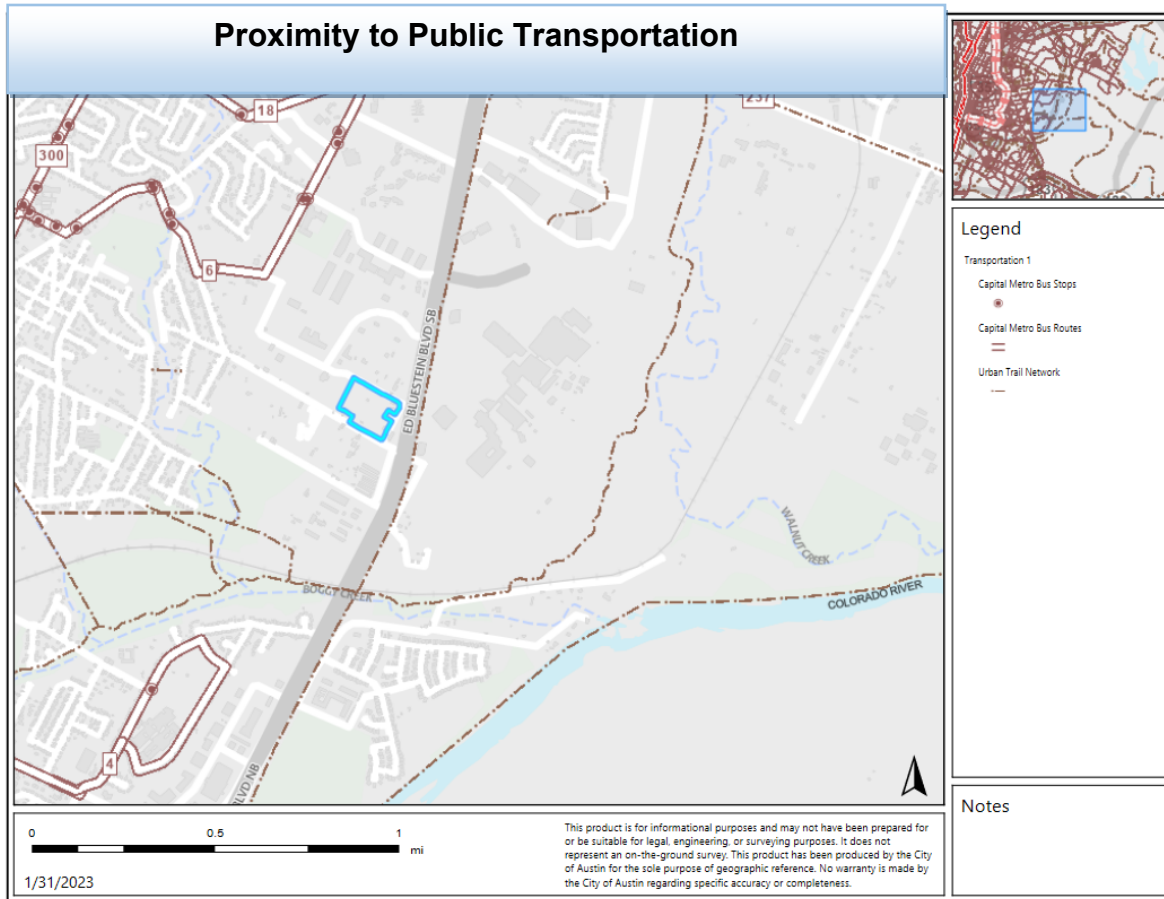 Proximity to Public Transportation
18
237
300
6
ED BLUESTEIN BLVD SB
WALNUT CREEK
BOGGY CREEK
COLORADO RIVER
4
BLVD NB
Legend
Transportation 1
Capital Metro Bus Stops
Capital Metro Bus Routes
Urban Trail Network
Notes
0 0.5 1
mi
1/31/2023
This product is for informational purposes and may not have been prepared for
or be suitable for legal, engineering, or surveying purposes. It does not
represent an on-the-ground survey. This product has been produced by the City
of Austin for the sole purpose of geographic reference. No warranty is made by
the City of Austin regarding specific accuracy or completeness.